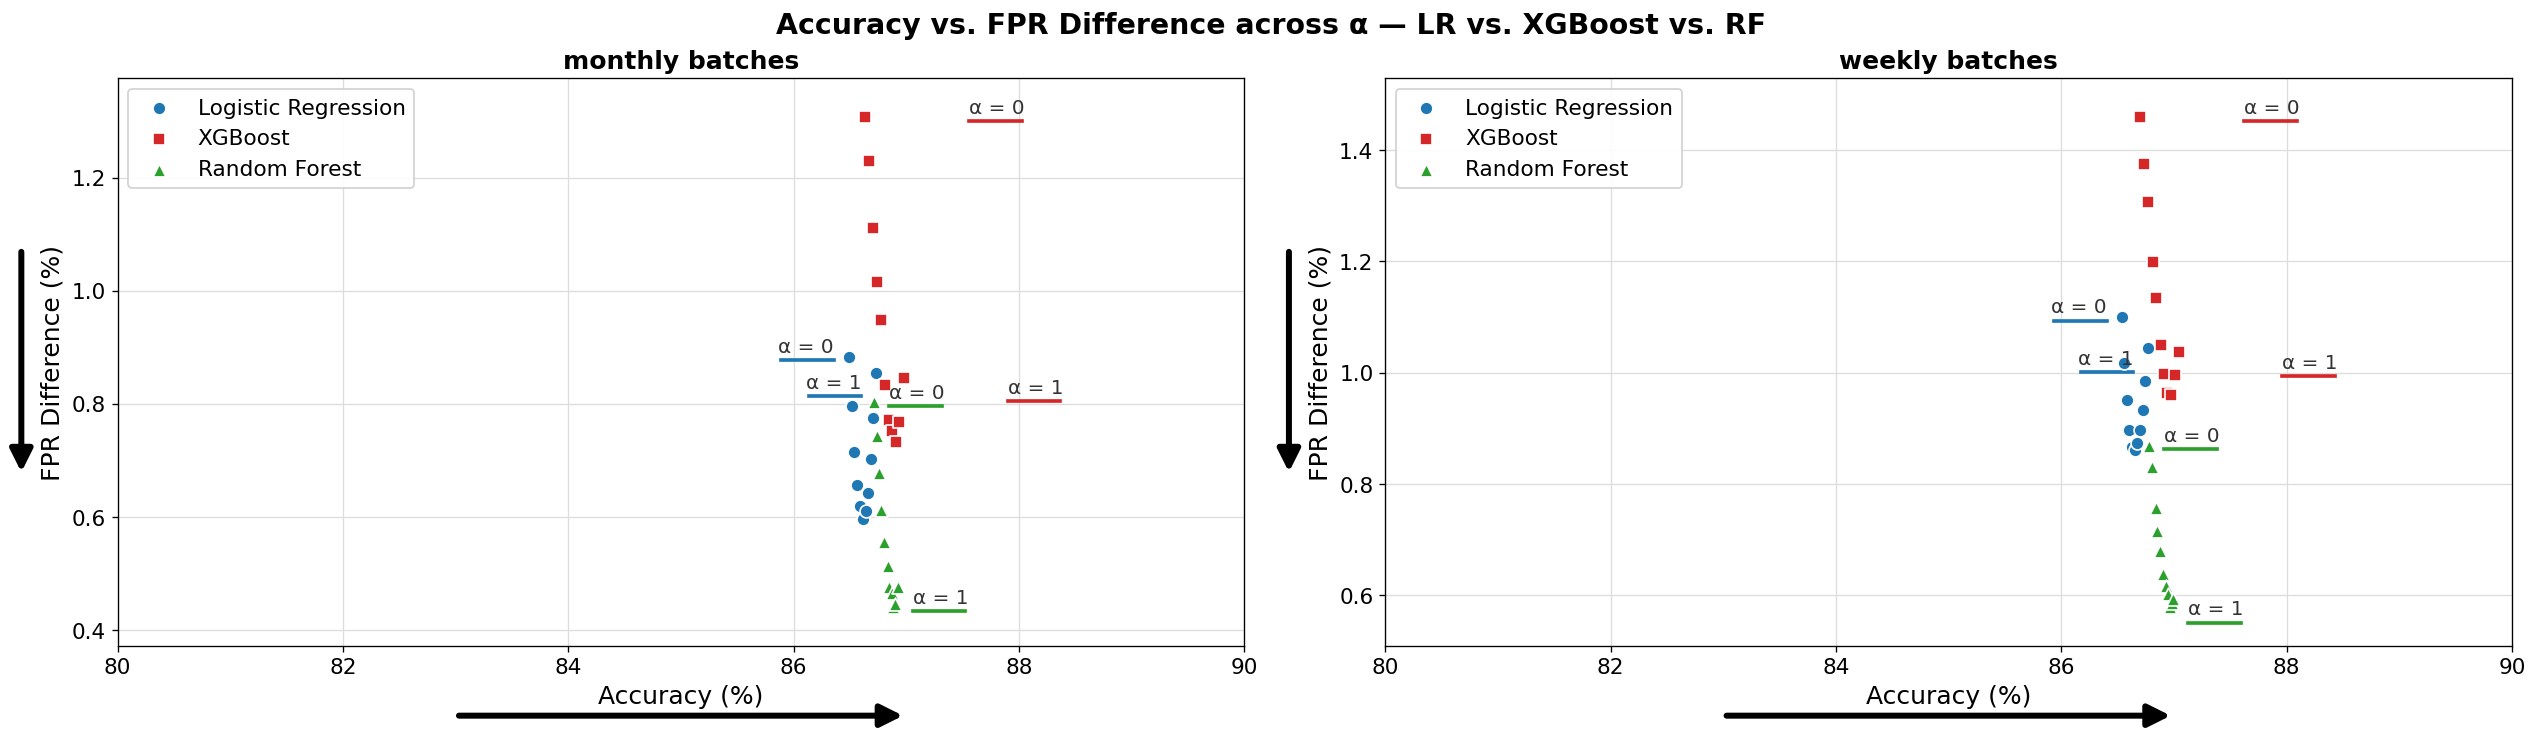 Accuracy vs. FPR Difference across α — LR vs. XGBoost vs. RF
monthly batches
Logistic Regression
XGBoost
Random Forest
α = 0
α = 0
α = 1
α = 0
α = 1
α = 1
1.2
1.0
0.8
0.6
0.4
FPR Difference (%)
80
82
84
86
88
90
Accuracy (%)
weekly batches
Logistic Regression
XGBoost
Random Forest
α = 0
α = 0
α = 1
α = 1
α = 0
α = 1
1.4
1.2
1.0
0.8
0.6
FPR Difference (%)
80
82
84
86
88
90
Accuracy (%)